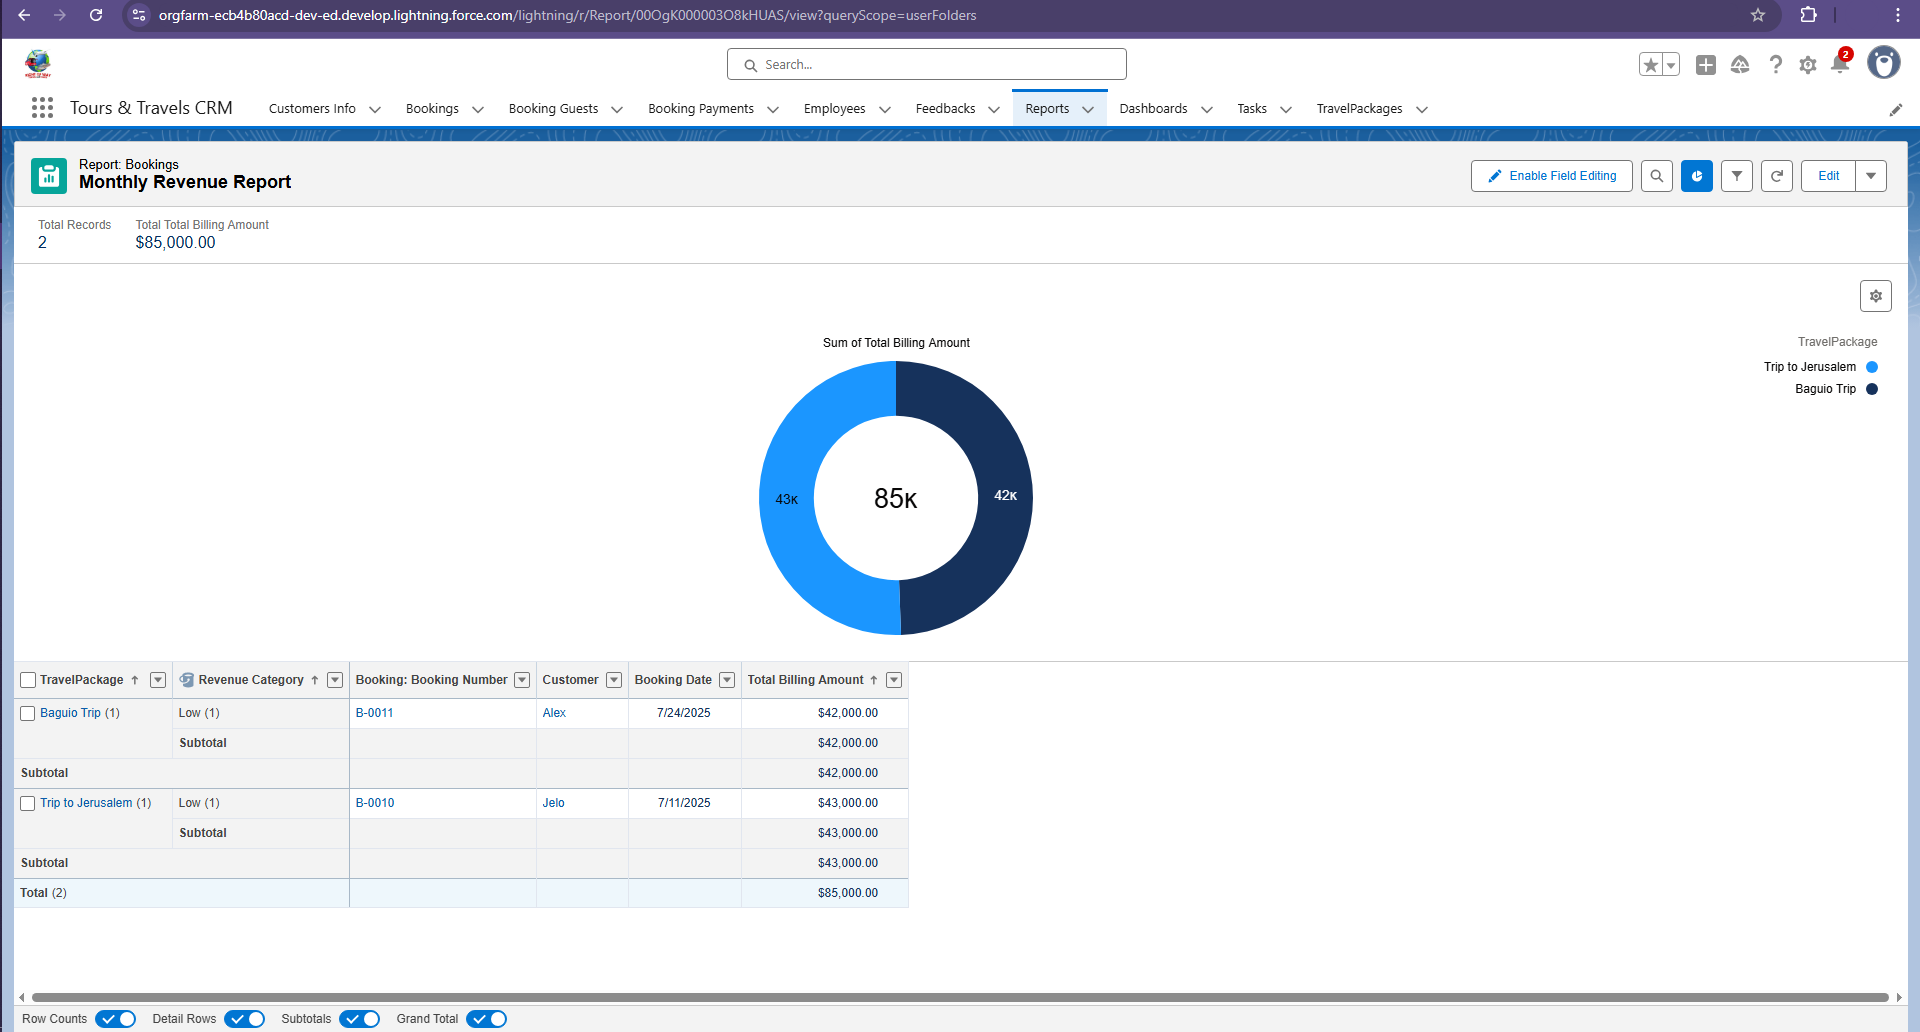 orgfarm-ecb4b80acd-dev-ed.develop.lightning.force.com/lightning/r/Report/00OgK000003O8kHUAS/view?queryScope=userFolders
Search...
2
Tours & Travels CRM
Customers Info
Bookings
Booking Guests
Booking Payments
Employees
Feedbacks
Reports
Dashboards
Tasks
TravelPackages
Report: Bookings
Monthly Revenue Report
Enable Field Editing
Edit
Total Records
2
Total Total Billing Amount
$85,000.00
Sum of Total Billing Amount
43K
85K
42K
TravelPackage
Trip to Jerusalem
Baguio Trip
TravelPackage Revenue Category Booking: Booking Number Customer Booking Date Total Billing Amount
Baguio Trip (1) Low (1) B-0011 Alex 7/24/2025 $42,000.00
Subtotal $42,000.00
Subtotal $42,000.00
Trip to Jerusalem (1) Low (1) B-0010 Jelo 7/11/2025 $43,000.00
Subtotal $43,000.00
Subtotal $43,000.00
Total (2) $85,000.00
Row Counts Detail Rows Subtotals Grand Total